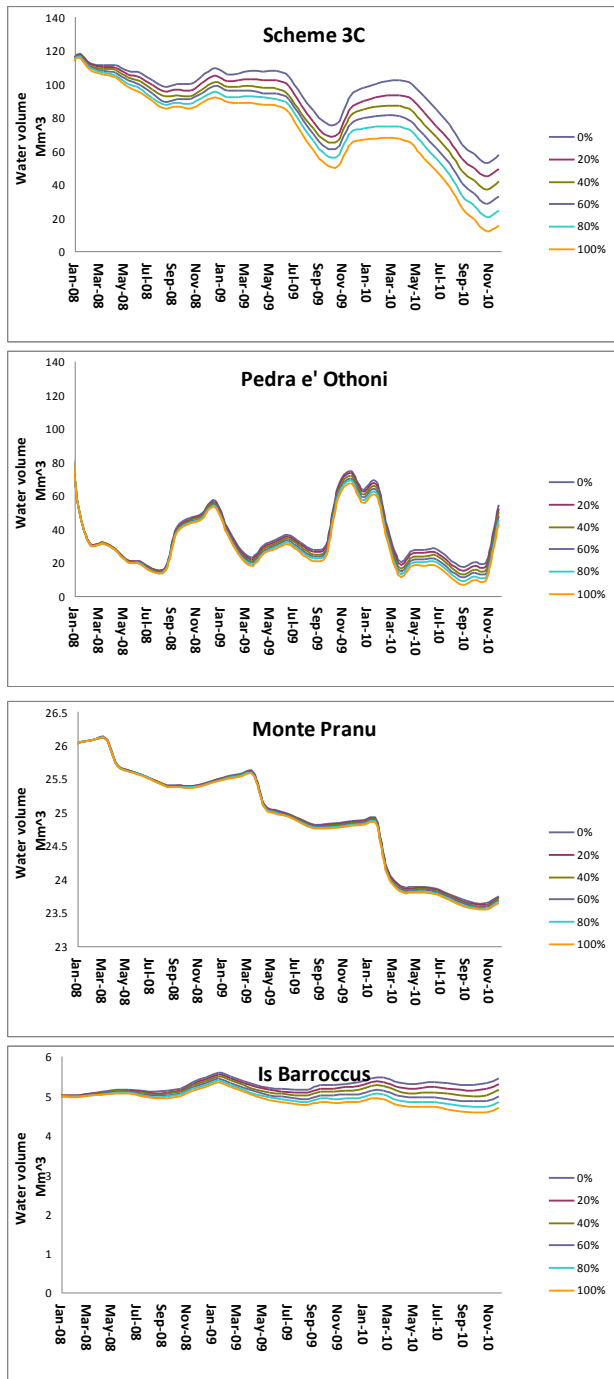 Scheme 3C
Water volume
Mm^3
140
120
100
80
60
40
20
0
Jan-08
Mar-08
May-08
Jul-08
Sep-08
Nov-08
Jan-09
Mar-09
May-09
Jul-09
Sep-09
Nov-09
Jan-10
Mar-10
May-10
Jul-10
Sep-10
Nov-10
0%
20%
40%
60%
80%
100%
Pedra e' Othoni
Water volume
Mm^3
140
120
100
80
60
40
20
0
Jan-08
Mar-08
May-08
Jul-08
Sep-08
Nov-08
Jan-09
Mar-09
May-09
Jul-09
Sep-09
Nov-09
Jan-10
Mar-10
May-10
Jul-10
Sep-10
Nov-10
0%
20%
40%
60%
80%
100%
Monte Pranu
Water volume
Mm^3
26.5
26
25.5
25
24.5
24
23.5
23
Jan-08
Mar-08
May-08
Jul-08
Sep-08
Nov-08
Jan-09
Mar-09
May-09
Jul-09
Sep-09
Nov-09
Jan-10
Mar-10
May-10
Jul-10
Sep-10
Nov-10
0%
20%
40%
60%
80%
100%
Is Barroccus
Water volume
Mm^3
6
5
4
3
2
1
0
Jan-08
Mar-08
May-08
Jul-08
Sep-08
Nov-08
Jan-09
Mar-09
May-09
Jul-09
Sep-09
Nov-09
Jan-10
Mar-10
May-10
Jul-10
Sep-10
Nov-10
0%
20%
40%
60%
80%
100%